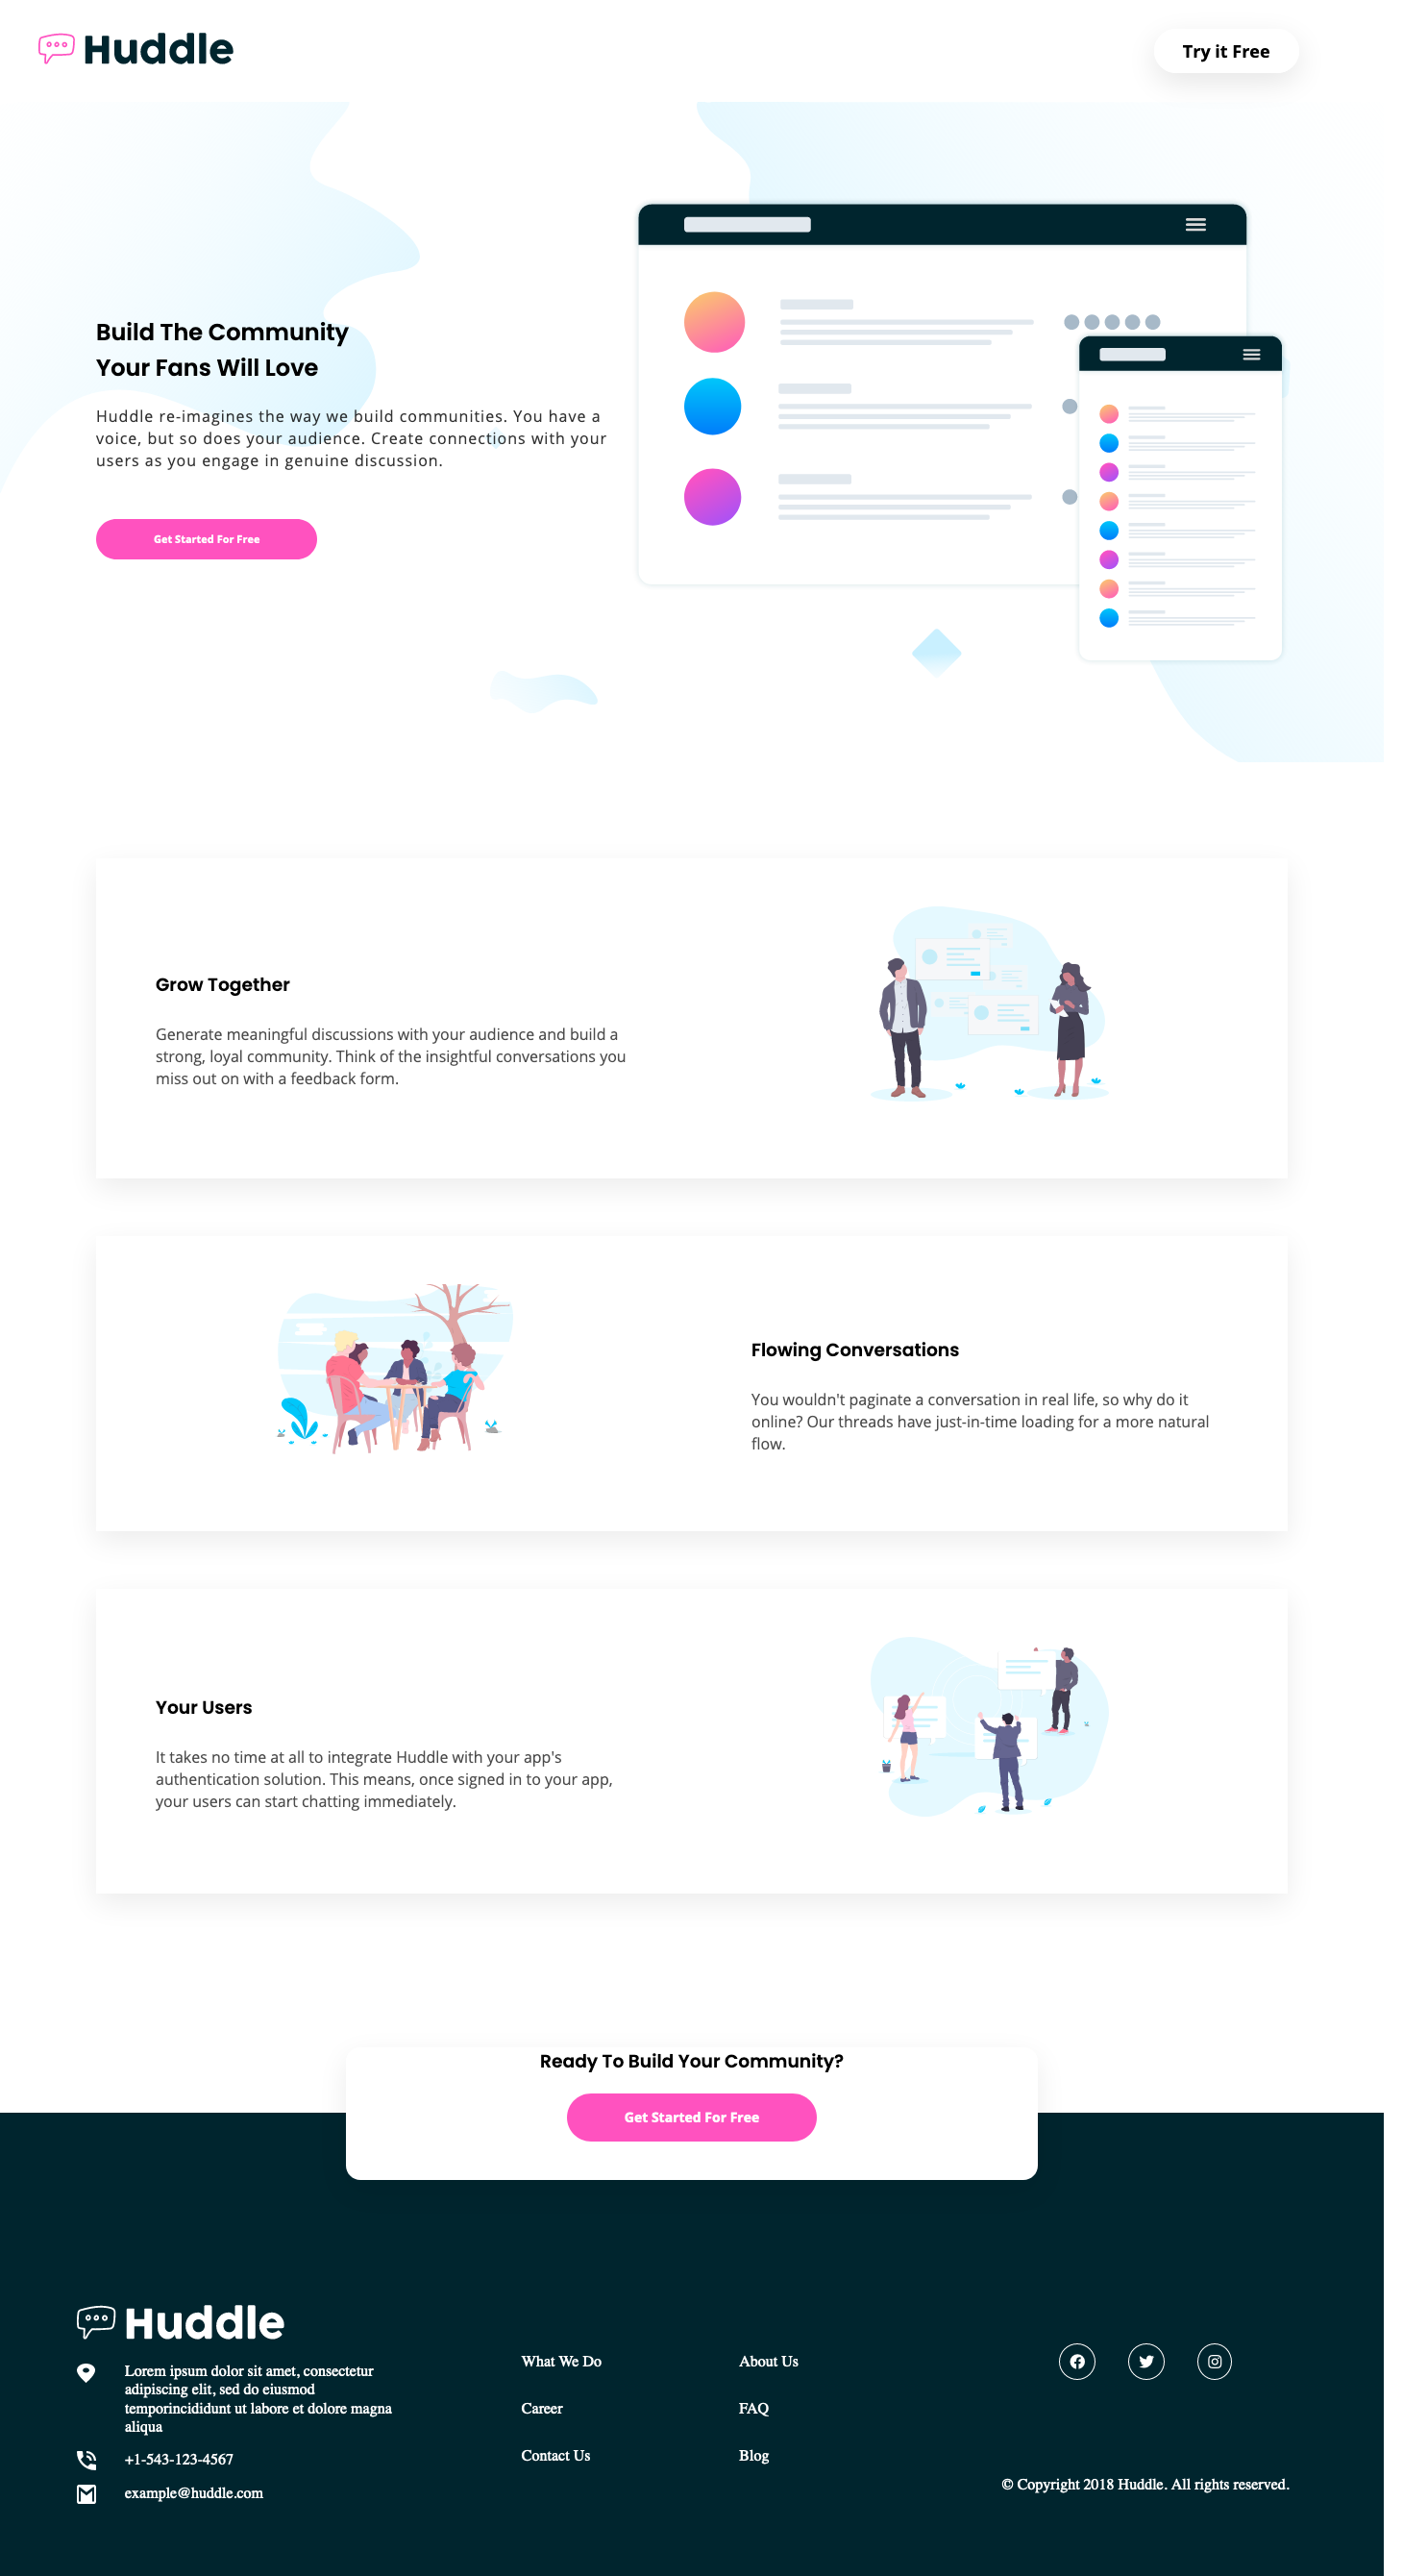 Huddle
Try it Free
Build The Community
Your Fans Will Love
Huddle re-imagines the way we build communities. You have a
voice, but so does your audience. Create connections with your
users as you engage in genuine discussion.
Get Started For Free
Grow Together
Generate meaningful discussions with your audience and build a
strong, loyal community. Think of the insightful conversations you
miss out on with a feedback form.
Flowing Conversations
You wouldn't paginate a conversation in real life, so why do it
online? Our threads have just-in-time loading for a more natural
flow.
Your Users
It takes no time at all to integrate Huddle with your app's
authentication solution. This means, once signed in to your app,
your users can start chatting immediately.
Ready To Build Your Community?
Get Started For Free
Huddle
Lorem ipsum dolor sit amet, consectetur
adipiscing elit, sed do eiusmod
temporincididunt ut labore et dolore magna
aliqua
+1-543-123-4567
example@huddle.com
What We Do
Career
Contact Us
About Us
FAQ
Blog
© Copyright 2018 Huddle. All rights reserved.